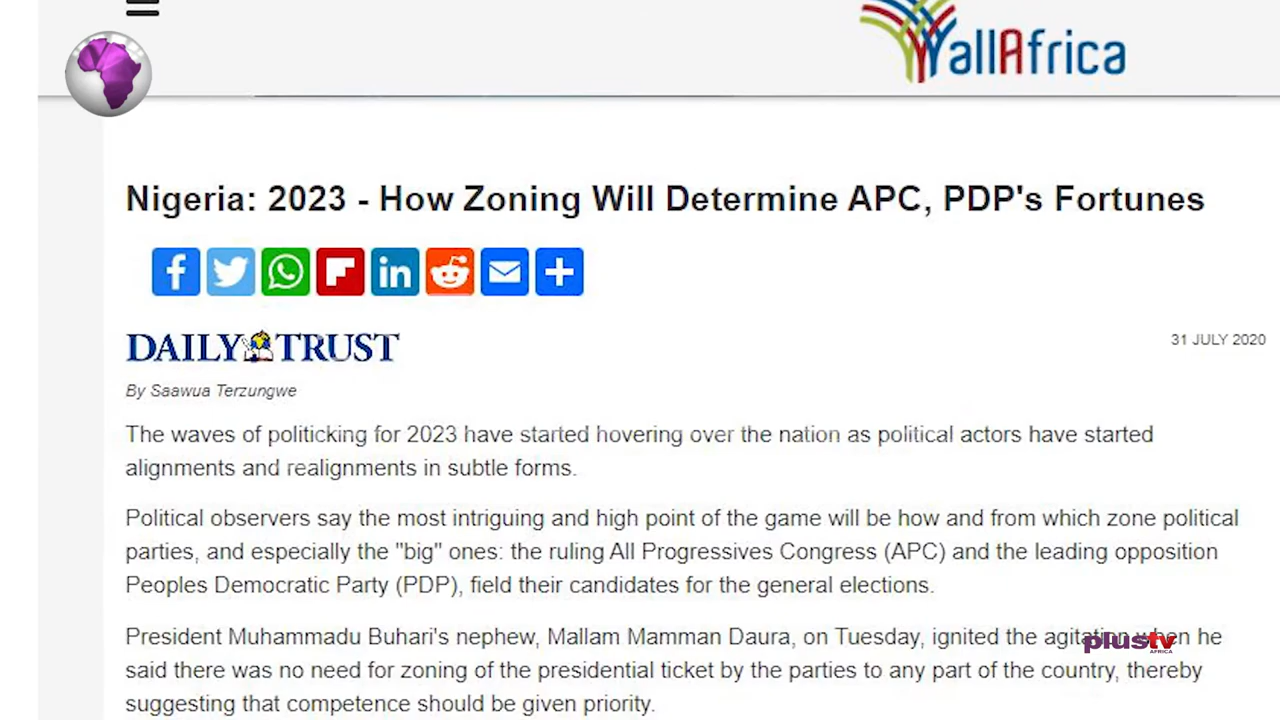 allAfrica
Nigeria: 2023 - How Zoning Will Determine APC, PDP's Fortunes
DAILY TRUST
31 JULY 2020
By Saawua Terzungwe
The waves of politicking for 2023 have started hovering over the nation as political actors have started
alignments and realignments in subtle forms.
Political observers say the most intriguing and high point of the game will be how and from which zone political
parties, and especially the "big" ones: the ruling All Progressives Congress (APC) and the leading opposition
Peoples Democratic Party (PDP), field their candidates for the general elections.
President Muhammadu Buhari's nephew, Mallam Mamman Daura, on Tuesday, ignited the agitation when he
said there was no need for zoning of the presidential ticket by the parties to any part of the country, thereby
suggesting that competence should be given priority.
plustv
AFRICA